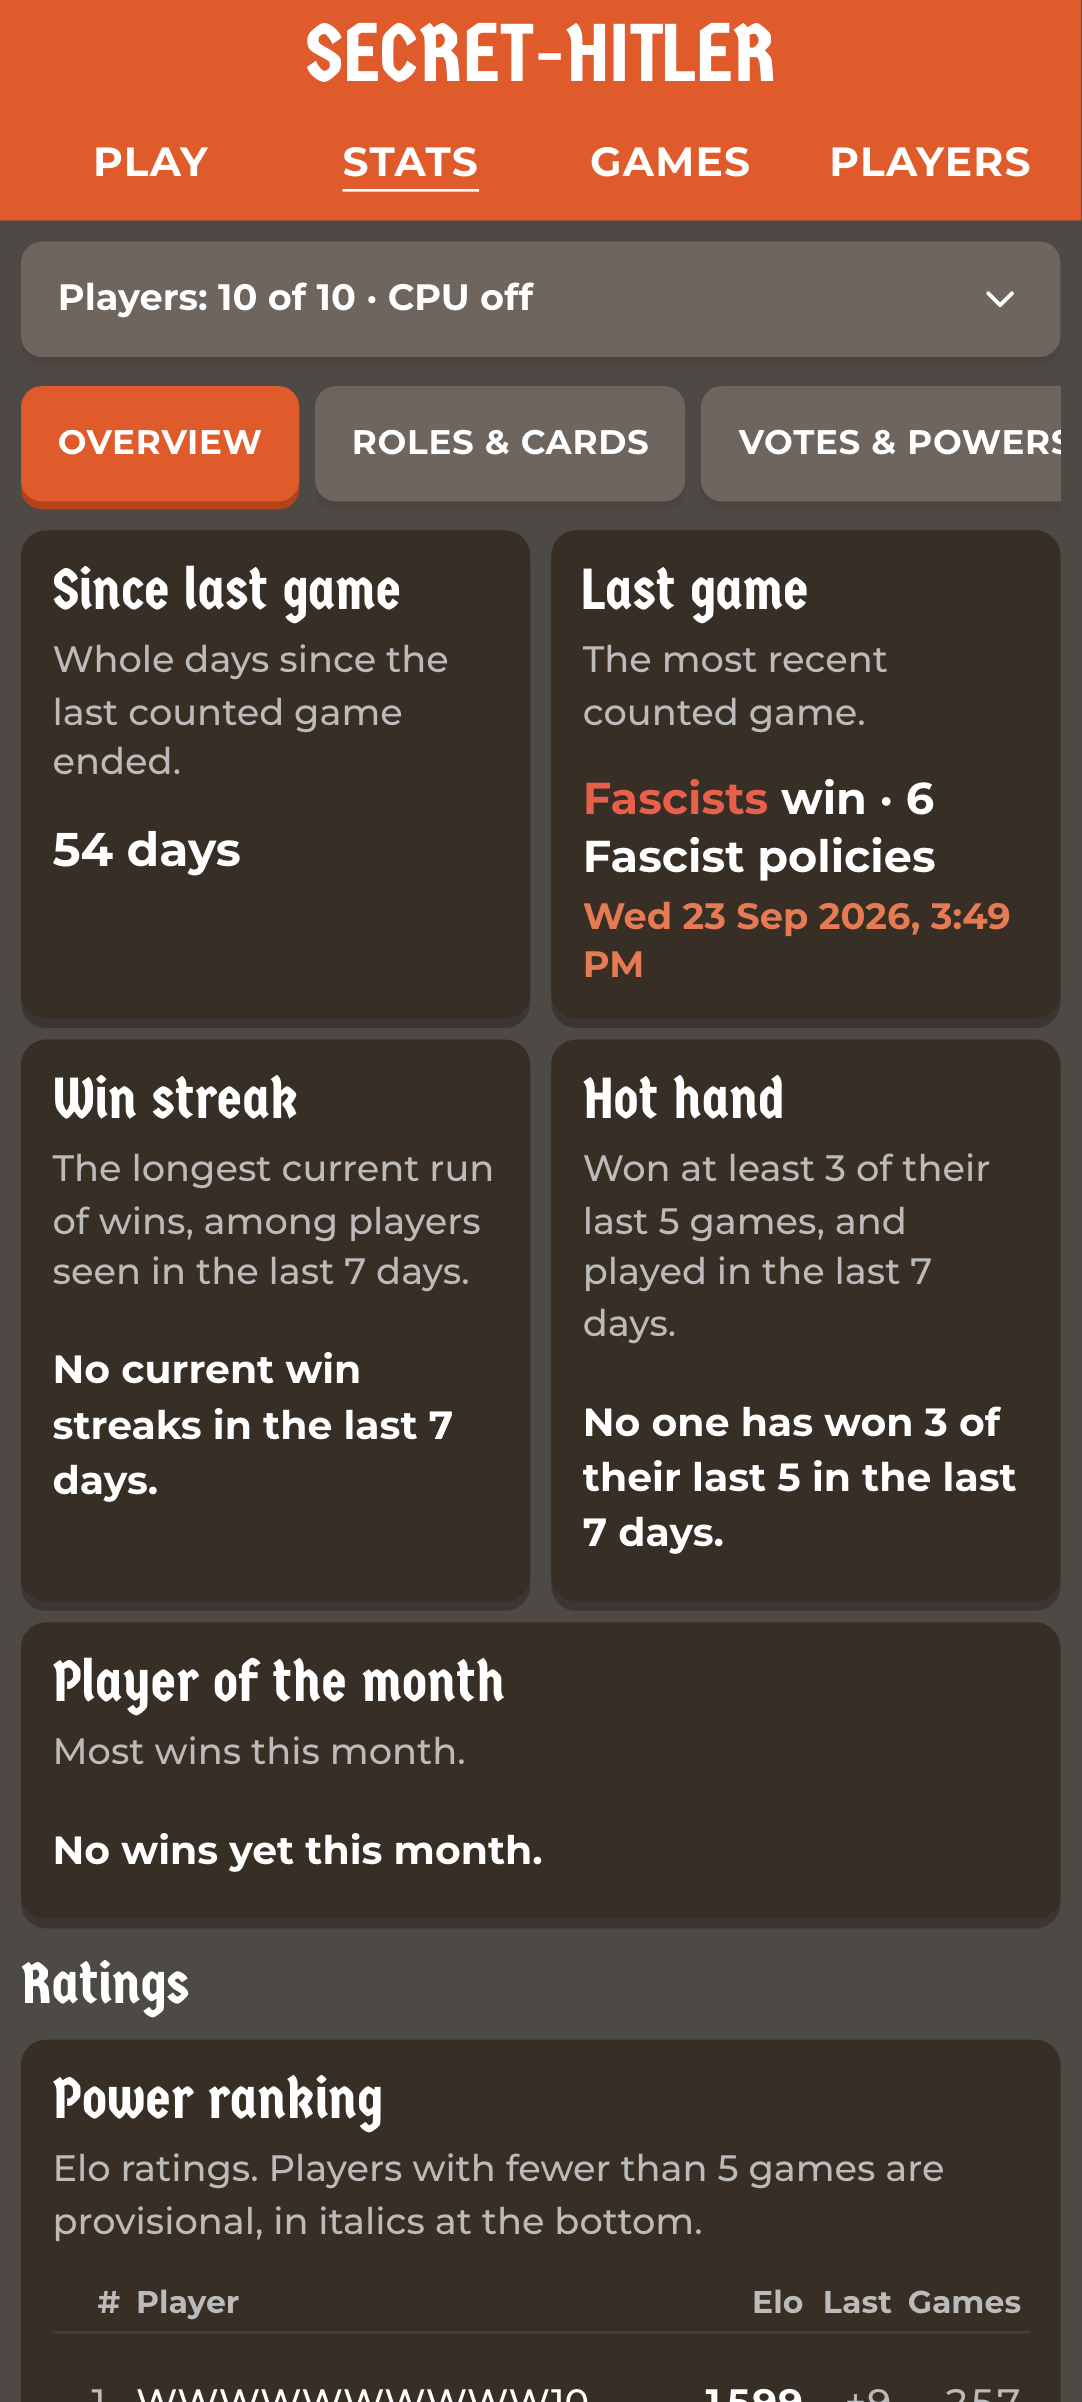 SECRET-HITLER
PLAY STATS GAMES PLAYERS
Players: 10 of 10 · CPU off
OVERVIEW ROLES & CARDS VOTES & POWERS
Since last game
Whole days since the
last counted game
ended.
54 days
Last game
The most recent
counted game.
Fascists win · 6
Fascist policies
Wed 23 Sep 2026, 3:49
PM
Win streak
The longest current run
of wins, among players
seen in the last 7 days.
No current win
streaks in the last 7
days.
Hot hand
Won at least 3 of their
last 5 games, and
played in the last 7
days.
No one has won 3 of
their last 5 in the last
7 days.
Player of the month
Most wins this month.
No wins yet this month.
Ratings
Power ranking
Elo ratings. Players with fewer than 5 games are
provisional, in italics at the bottom.
# Player Elo Last Games
1 1599 +9 257